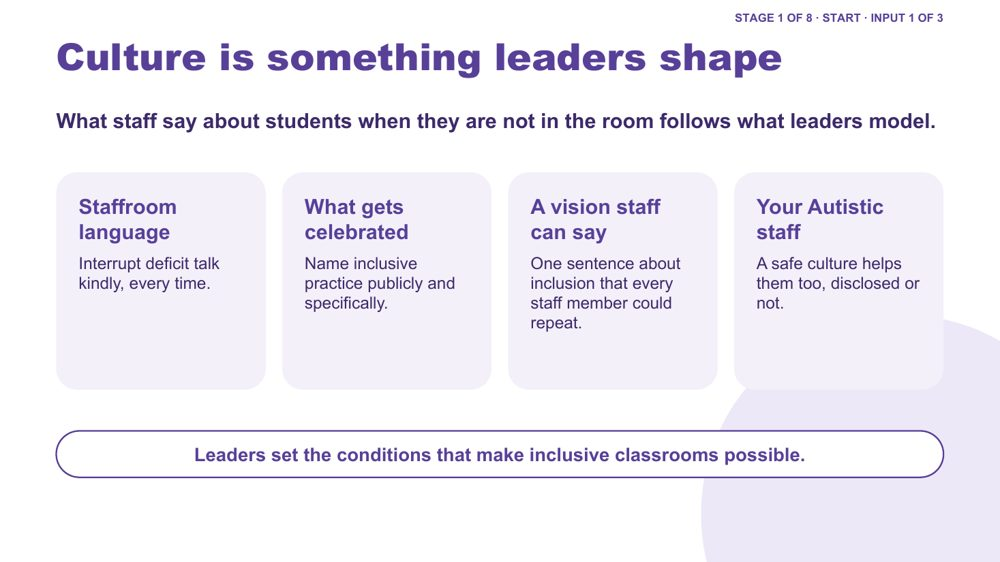 STAGE 1 OF 8 · START · INPUT 1 OF 3
Culture is something leaders shape
What staff say about students when they are not in the room follows what leaders model.
Staffroom
language
Interrupt deficit talk
kindly, every time.
What gets
celebrated
Name inclusive
practice publicly and
specifically.
A vision staff
can say
One sentence about
inclusion that every
staff member could
repeat.
Your Autistic
staff
A safe culture helps
them too, disclosed or
not.
Leaders set the conditions that make inclusive classrooms possible.